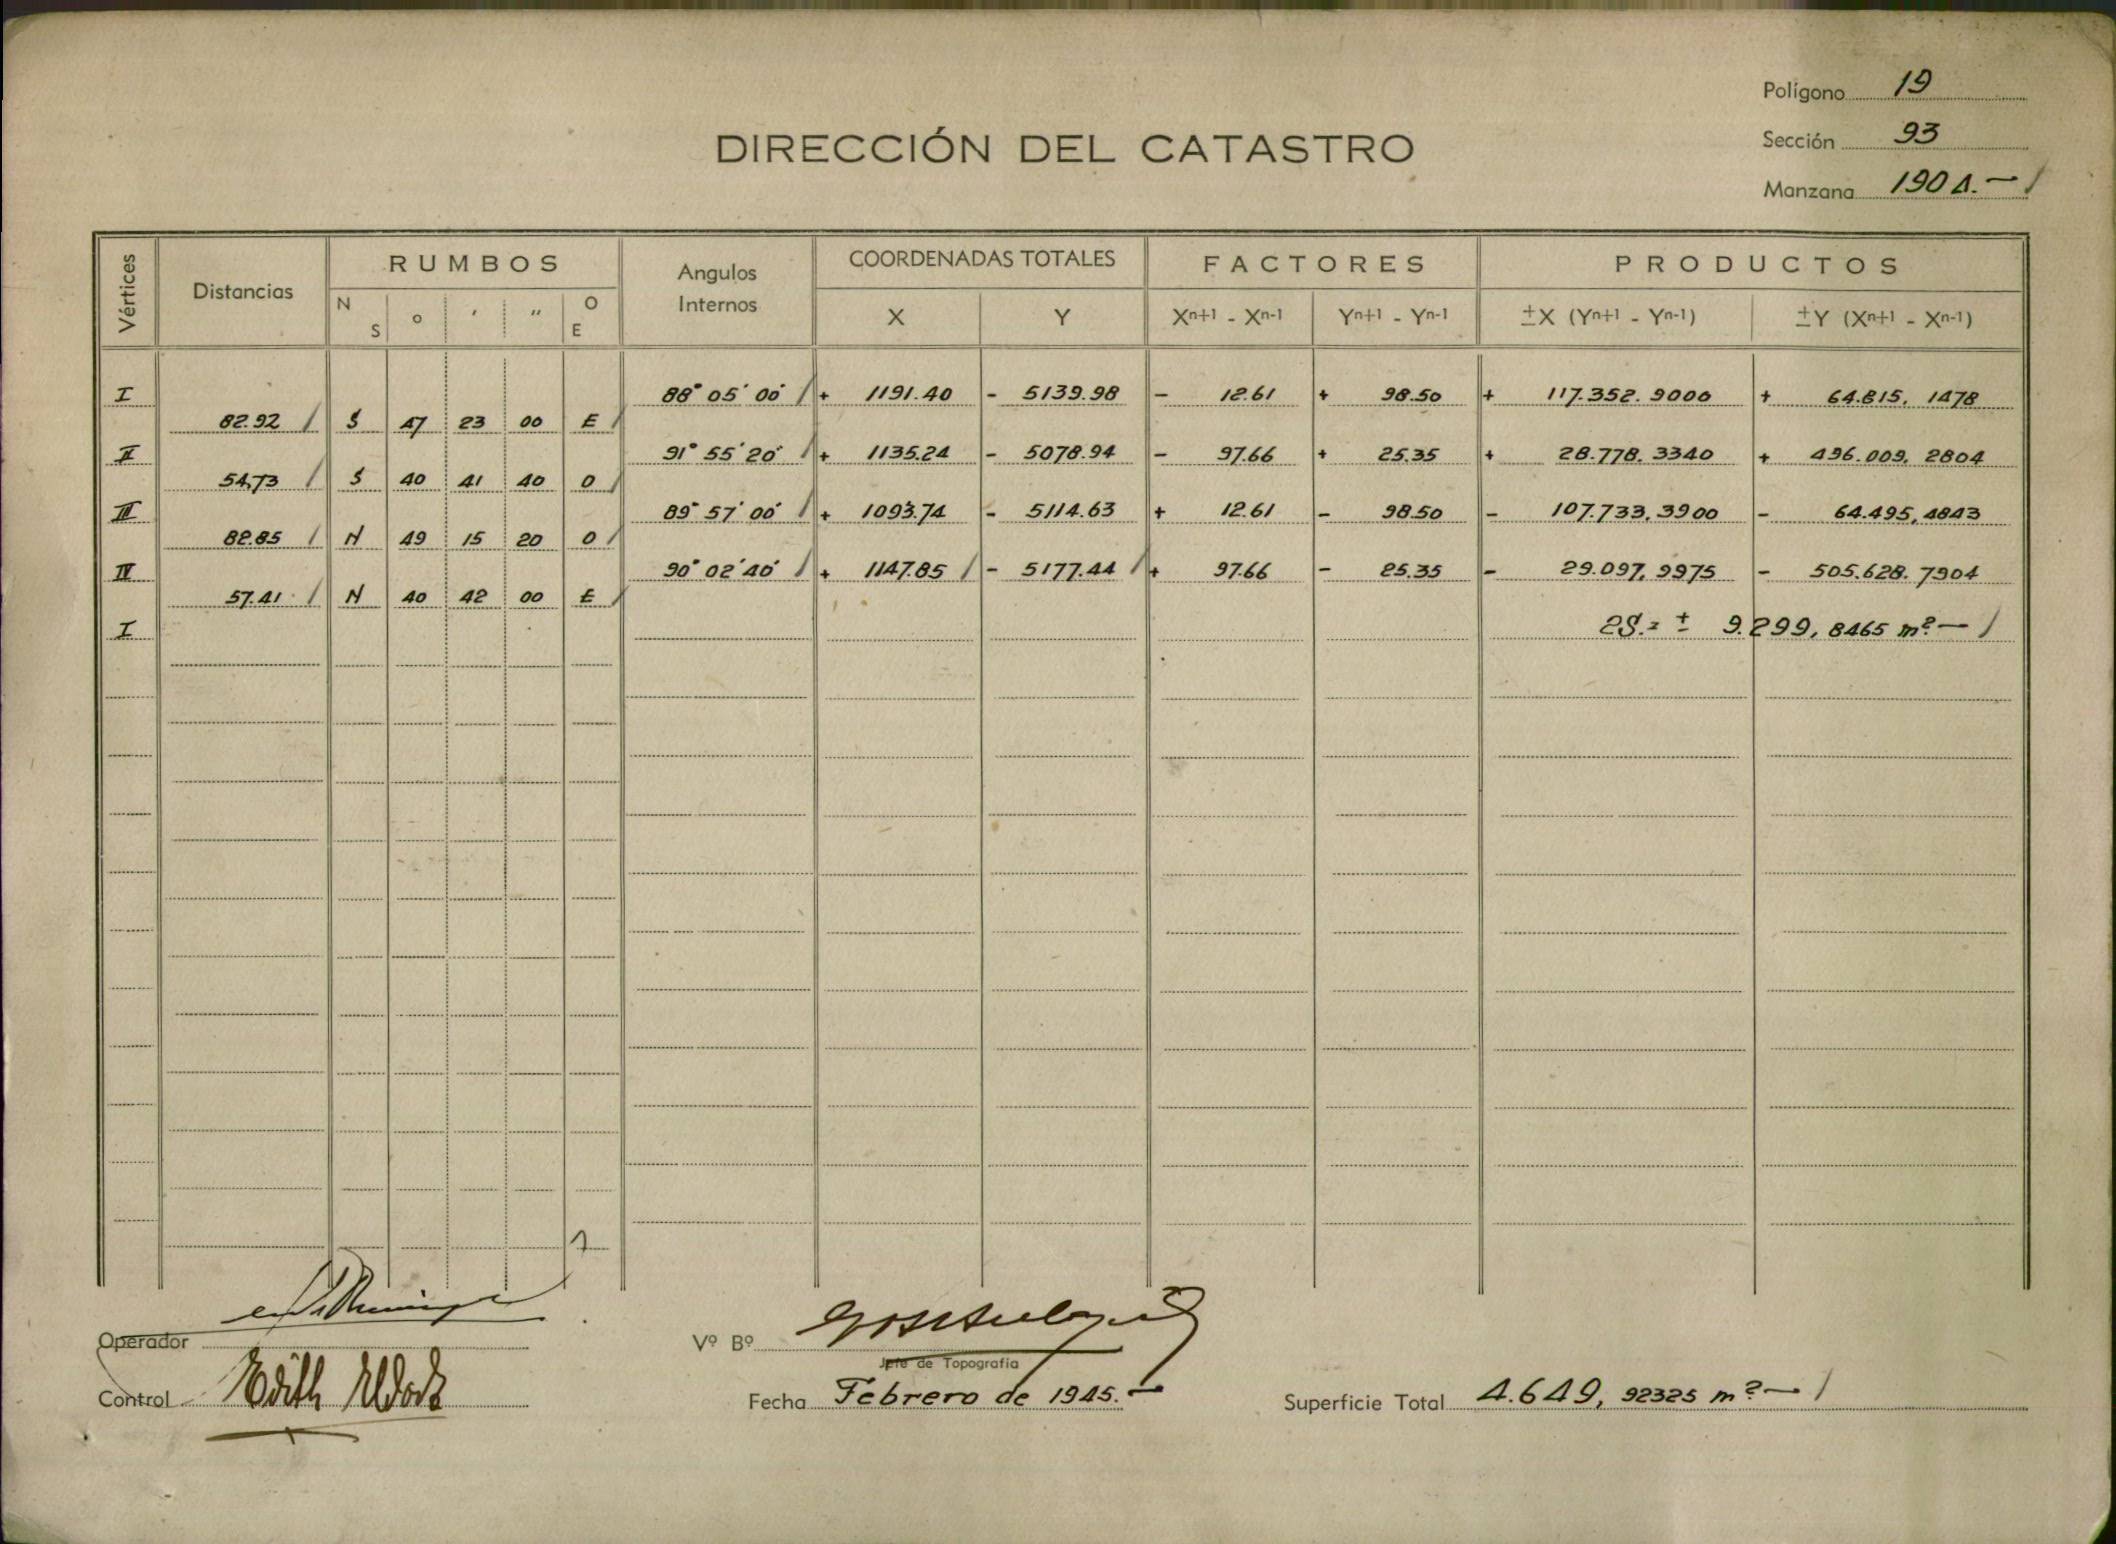 Polígono 19
Sección 93
DIRECCIÓN DEL CATASTRO
Manzana 190 A.-
Vértices Distancias RUMBOS Angulos Internos COORDENADAS TOTALES FACTORES PRODUCTOS
N S ° ' " O E X Y Xⁿ⁺¹ - Xⁿ⁻¹ Yⁿ⁺¹ - Yⁿ⁻¹ ±X (Yⁿ⁺¹ - Yⁿ⁻¹) ±Y (Xⁿ⁺¹ - Xⁿ⁻¹)
I 88° 05' 00" + 1191.40 - 5139.98 - 12.61 + 98.50 + 117.352.9000 + 64.815,1478
82.92 S 47 23 00 E
II 91° 55' 20" + 1135.24 - 5078.94 - 97.66 + 25.35 + 28.778.3340 + 496.009,2804
54,73 S 40 41 40 O
III 89° 57' 00" + 1093.74 - 5114.63 + 12.61 - 98.50 - 107.733,3900 - 64.495,4843
82.85 N 49 15 20 O
IV 90° 02' 40" + 1147.85 - 5177.44 + 97.66 - 25.35 - 29.097,9975 - 505.628.7904
57.41 N 40 42 00 E
I 2S.= ± 9.299,8465 m².-
Operador
Vº Bº
Jefe de Topografía
Control Edith
Fecha Febrero de 1945.-
Superficie Total 4.649,92325 m².-